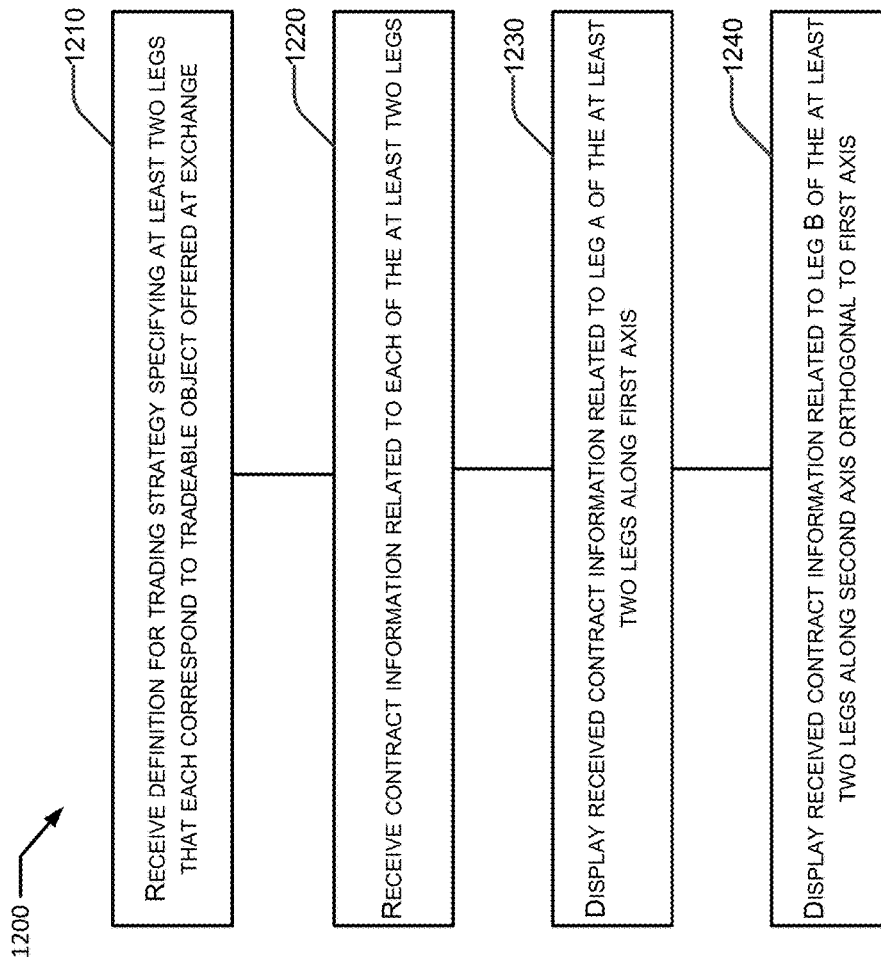 1200
1210
RECEIVE DEFINITION FOR TRADING STRATEGY SPECIFYING AT LEAST TWO LEGS
THAT EACH CORRESPOND TO TRADEABLE OBJECT OFFERED AT EXCHANGE
1220
RECEIVE CONTRACT INFORMATION RELATED TO EACH OF THE AT LEAST TWO LEGS
1230
DISPLAY RECEIVED CONTRACT INFORMATION RELATED TO LEG A OF THE AT LEAST
TWO LEGS ALONG FIRST AXIS
1240
DISPLAY RECEIVED CONTRACT INFORMATION RELATED TO LEG B OF THE AT LEAST
TWO LEGS ALONG SECOND AXIS ORTHOGONAL TO FIRST AXIS